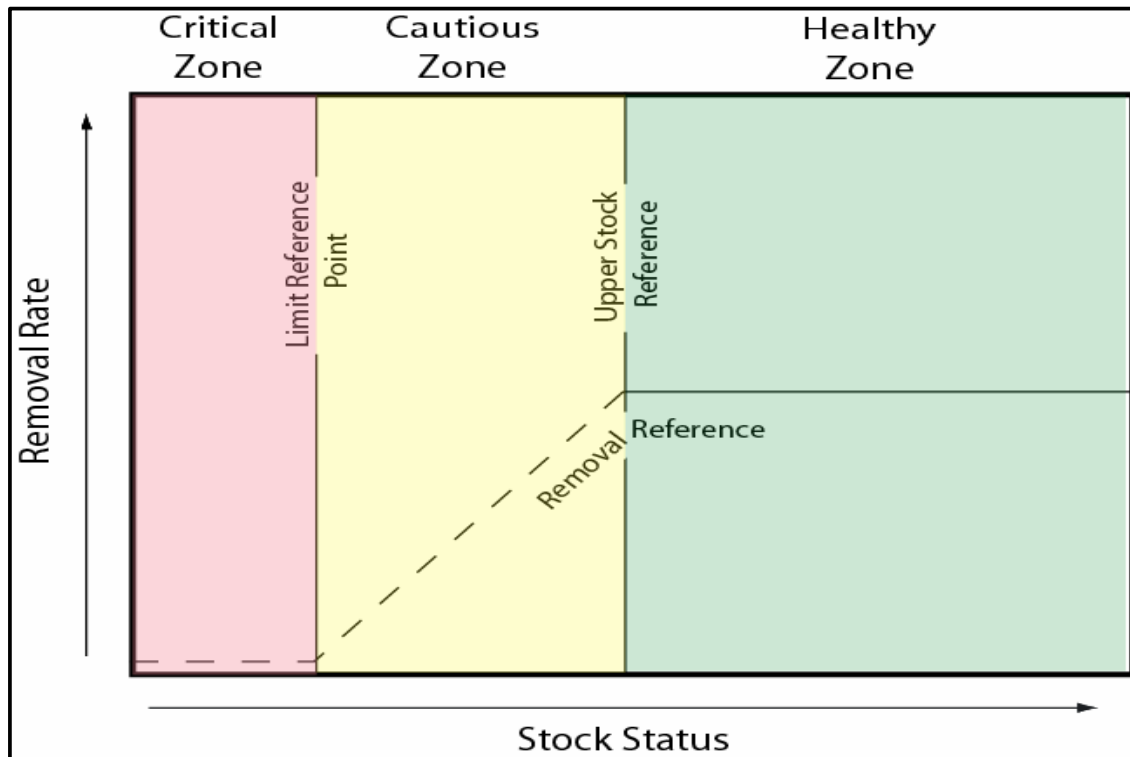 Critical
Zone
Cautious
Zone
Healthy
Zone
Removal Rate
Limit Reference
Point
Upper Stock
Reference
Removal Reference
Stock Status